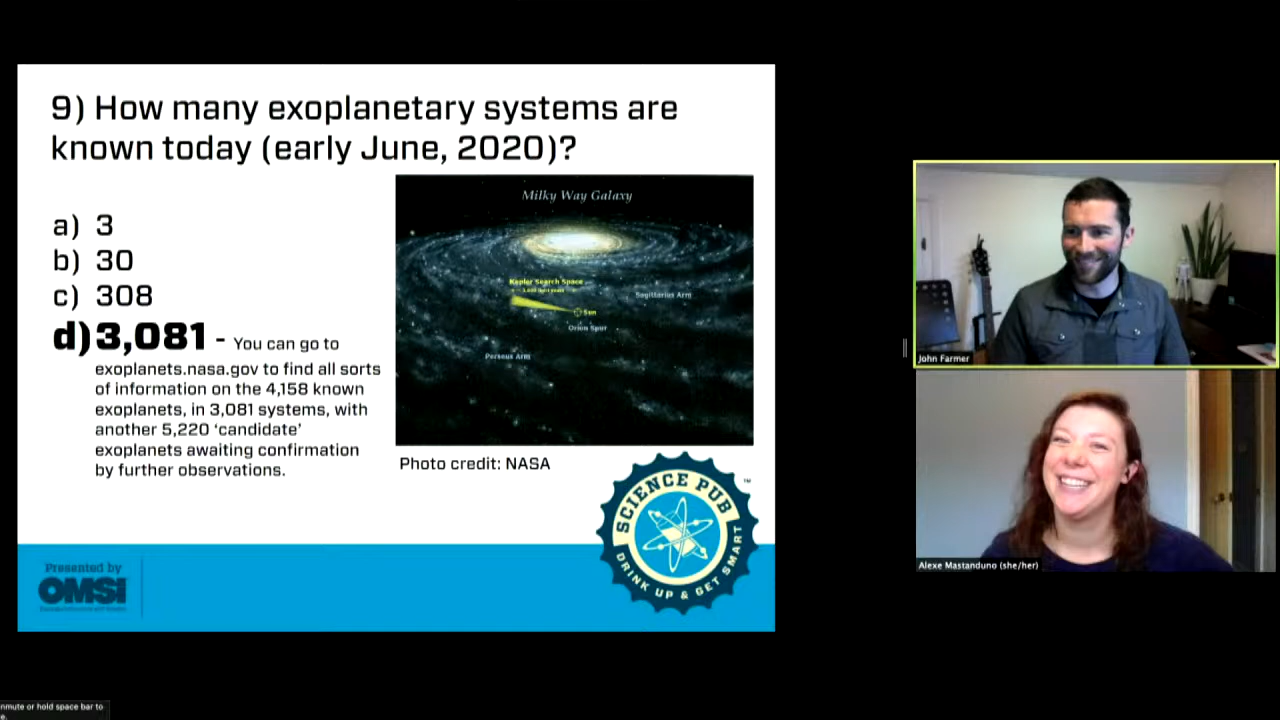 9) How many exoplanetary systems are
known today (early June, 2020)?
a) 3
b) 30
c) 308
d) 3,081 - You can go to
exoplanets.nasa.gov to find all sorts
of information on the 4,158 known
exoplanets, in 3,081 systems, with
another 5,220 ‘candidate’
exoplanets awaiting confirmation
by further observations.
Milky Way Galaxy
Kepler Search Space
Sagittarius Arm
Sun
Orion Spur
Perseus Arm
Photo credit: NASA
SCIENCE PUB
TM
DRINK UP & GET SMART
Presented by
OMSI
John Farmer
Alexe Mastanduno (she/her)
nmute or hold space bar to
e.